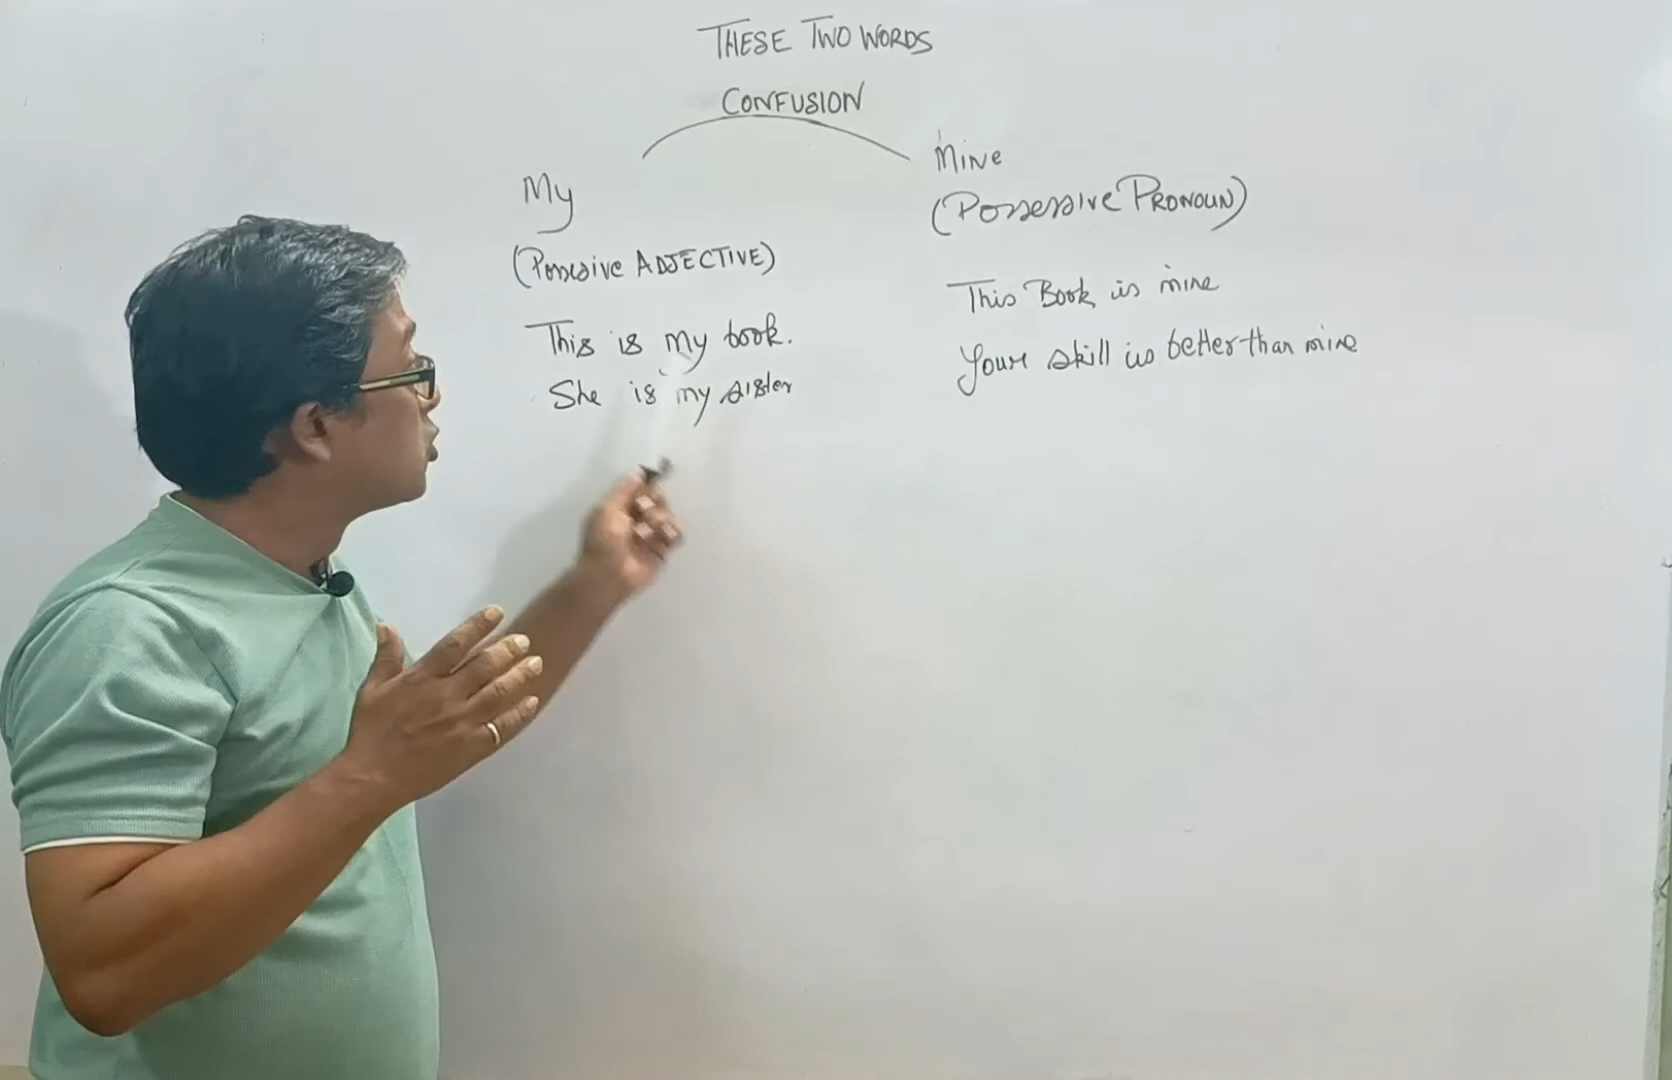 THESE TWO WORDS
CONFUSION
My
(Possessive ADJECTIVE)
This is my book.
She is my sister
Mine
(Possessive PRONOUN)
This Book is mine
Your skill is better than mine